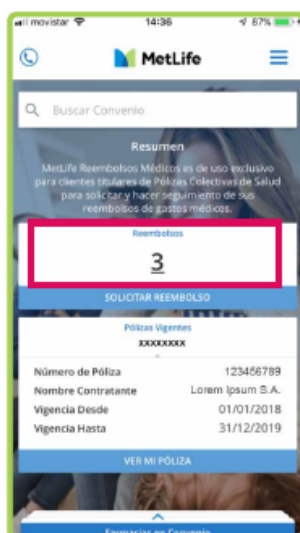 movistar 14:36 87%
MetLife
Buscar Convenio
Resumen
MetLife Reembolsos Médicos es de uso exclusivo
para clientes titulares de Pólizas Colectivas de Salud
para solicitar y hacer seguimiento de sus
reembolsos de gastos médicos.
Reembolsos
3
SOLICITAR REEMBOLSO
Pólizas Vigentes
xxxxxxxx
Número de Póliza 123456789
Nombre Contratante Lorem Ipsum S.A.
Vigencia Desde 01/01/2018
Vigencia Hasta 31/12/2019
VER MI PÓLIZA
Farmacias en Convenio